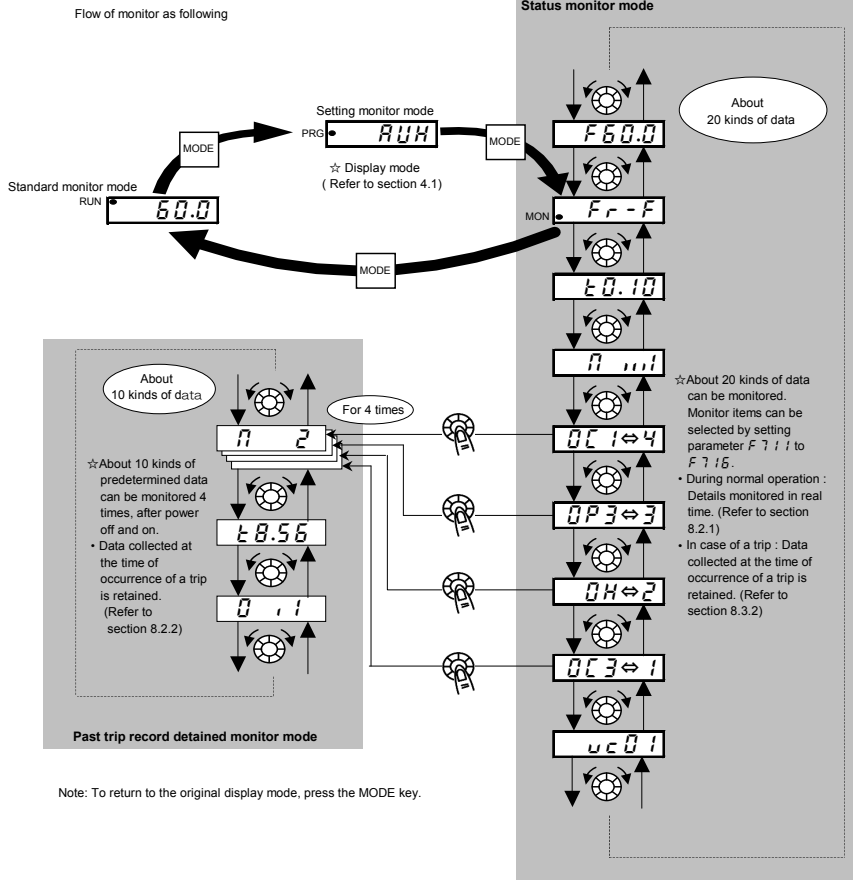 Flow of monitor as following
Status monitor mode
About
20 kinds of data
Setting monitor mode
PRG
AUH
MODE
MODE
☆ Display mode
( Refer to section 4.1)
Standard monitor mode
RUN
60.0
MODE
F60.0
MON
Fr-F
t0.10
OC1⇔4
OP3⇔3
OH⇔2
OC3⇔1
uc01
☆About 20 kinds of data
can be monitored.
Monitor items can be
selected by setting
parameter F711 to
F716.
• During normal operation :
Details monitored in real
time. (Refer to section
8.2.1)
• In case of a trip : Data
collected at the time of
occurrence of a trip is
retained. (Refer to
section 8.3.2)
About
10 kinds of data
For 4 times
n 2
t8.56
☆About 10 kinds of
predetermined data
can be monitored 4
times, after power
off and on.
• Data collected at
the time of
occurrence of a trip
is retained.
(Refer to
section 8.2.2)
Past trip record detained monitor mode
Note: To return to the original display mode, press the MODE key.